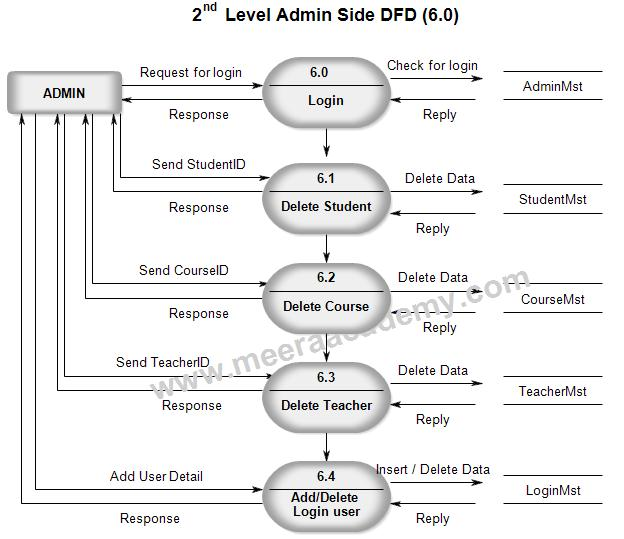 2nd Level Admin Side DFD (6.0)
ADMIN
Request for login
Response
6.0
Login
Check for login
Reply
AdminMst
Send StudentID
Response
6.1
Delete Student
Delete Data
Reply
StudentMst
Send CourseID
Response
6.2
Delete Course
Delete Data
Reply
CourseMst
Send TeacherID
Response
6.3
Delete Teacher
Delete Data
Reply
TeacherMst
Add User Detail
Response
6.4
Add/Delete
Login user
Insert / Delete Data
Reply
LoginMst
www.meeraacademy.com